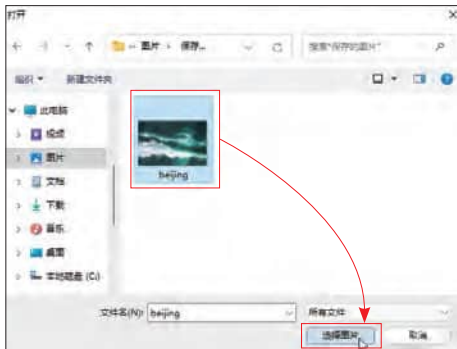 打开
图片 › 保存...
搜索"保存的图片"
组织 新建文件夹
此电脑
视频
图片
文档
下载
音乐
桌面
本地磁盘 (C:)
beijing
文件名(N): beijing
所有文件
选择图片 取消